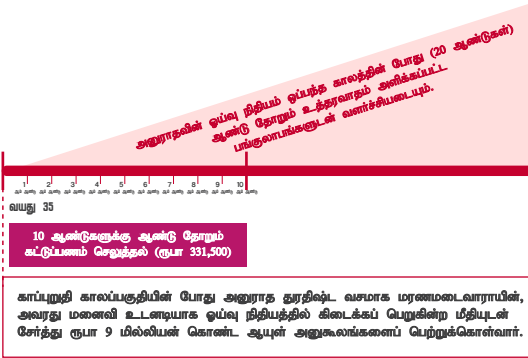 அனுராதவின் ஓய்வு நிதியம் ஒப்பந்த காலத்தின் போது (20 ஆண்டுகள்)
ஆண்டு தோறும் உத்தரவாதம் அளிக்கப்பட்ட
பங்குலாபங்களுடன் வளர்ச்சியடையும்.
1 2 3 4 5 6 7 8 9 10
வயது 35
10 ஆண்டுகளுக்கு ஆண்டு தோறும்
கட்டுப்பணம் செலுத்தல் (ரூபா 331,500)
காப்புறுதி காலப்பகுதியின் போது அனுராத துரதிஷ்ட வசமாக மரணமடைவாராயின்,
அவரது மனைவி உடனடியாக ஓய்வு நிதியத்தில் கிடைக்கப் பெறுகின்ற மீதியுடன்
சேர்த்து ரூபா 9 மில்லியன் கொண்ட ஆயுள் அனுகூலங்களைப் பெற்றுக்கொள்வார்.